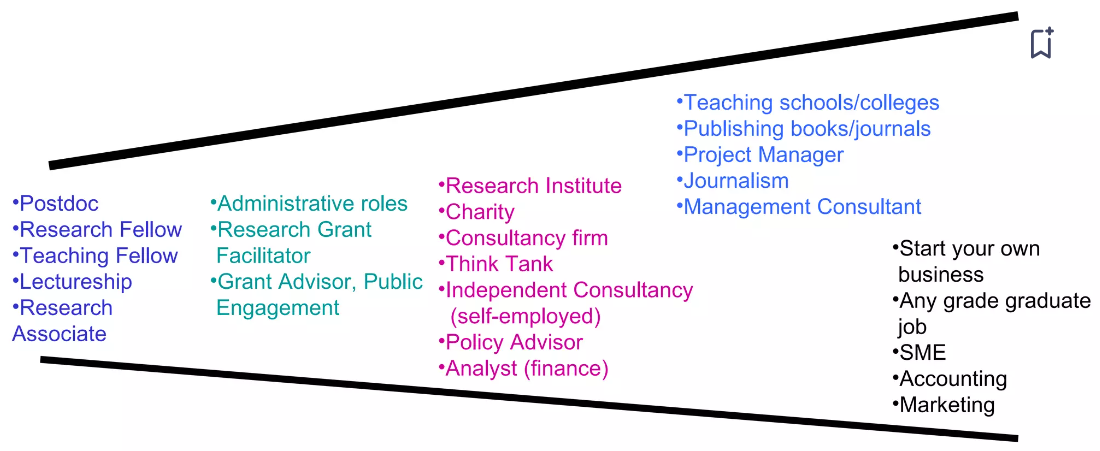 •Postdoc
•Research Fellow
•Teaching Fellow
•Lectureship
•Research
Associate
•Administrative roles
•Research Grant
Facilitator
•Grant Advisor, Public
Engagement
•Research Institute
•Charity
•Consultancy firm
•Think Tank
•Independent Consultancy
(self-employed)
•Policy Advisor
•Analyst (finance)
•Teaching schools/colleges
•Publishing books/journals
•Project Manager
•Journalism
•Management Consultant
•Start your own
business
•Any grade graduate
job
•SME
•Accounting
•Marketing